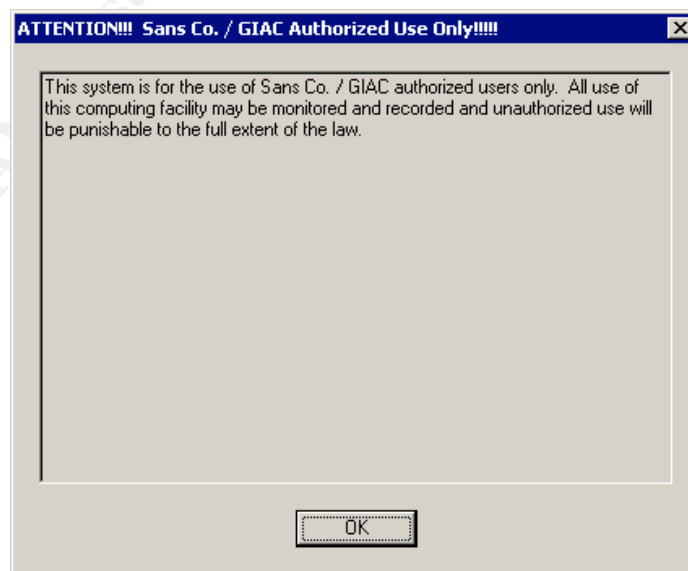 ATTENTION!!! Sans Co. / GIAC Authorized Use Only!!!!!
This system is for the use of Sans Co. / GIAC authorized users only. All use of
this computing facility may be monitored and recorded and unauthorized use will
be punishable to the full extent of the law.
OK